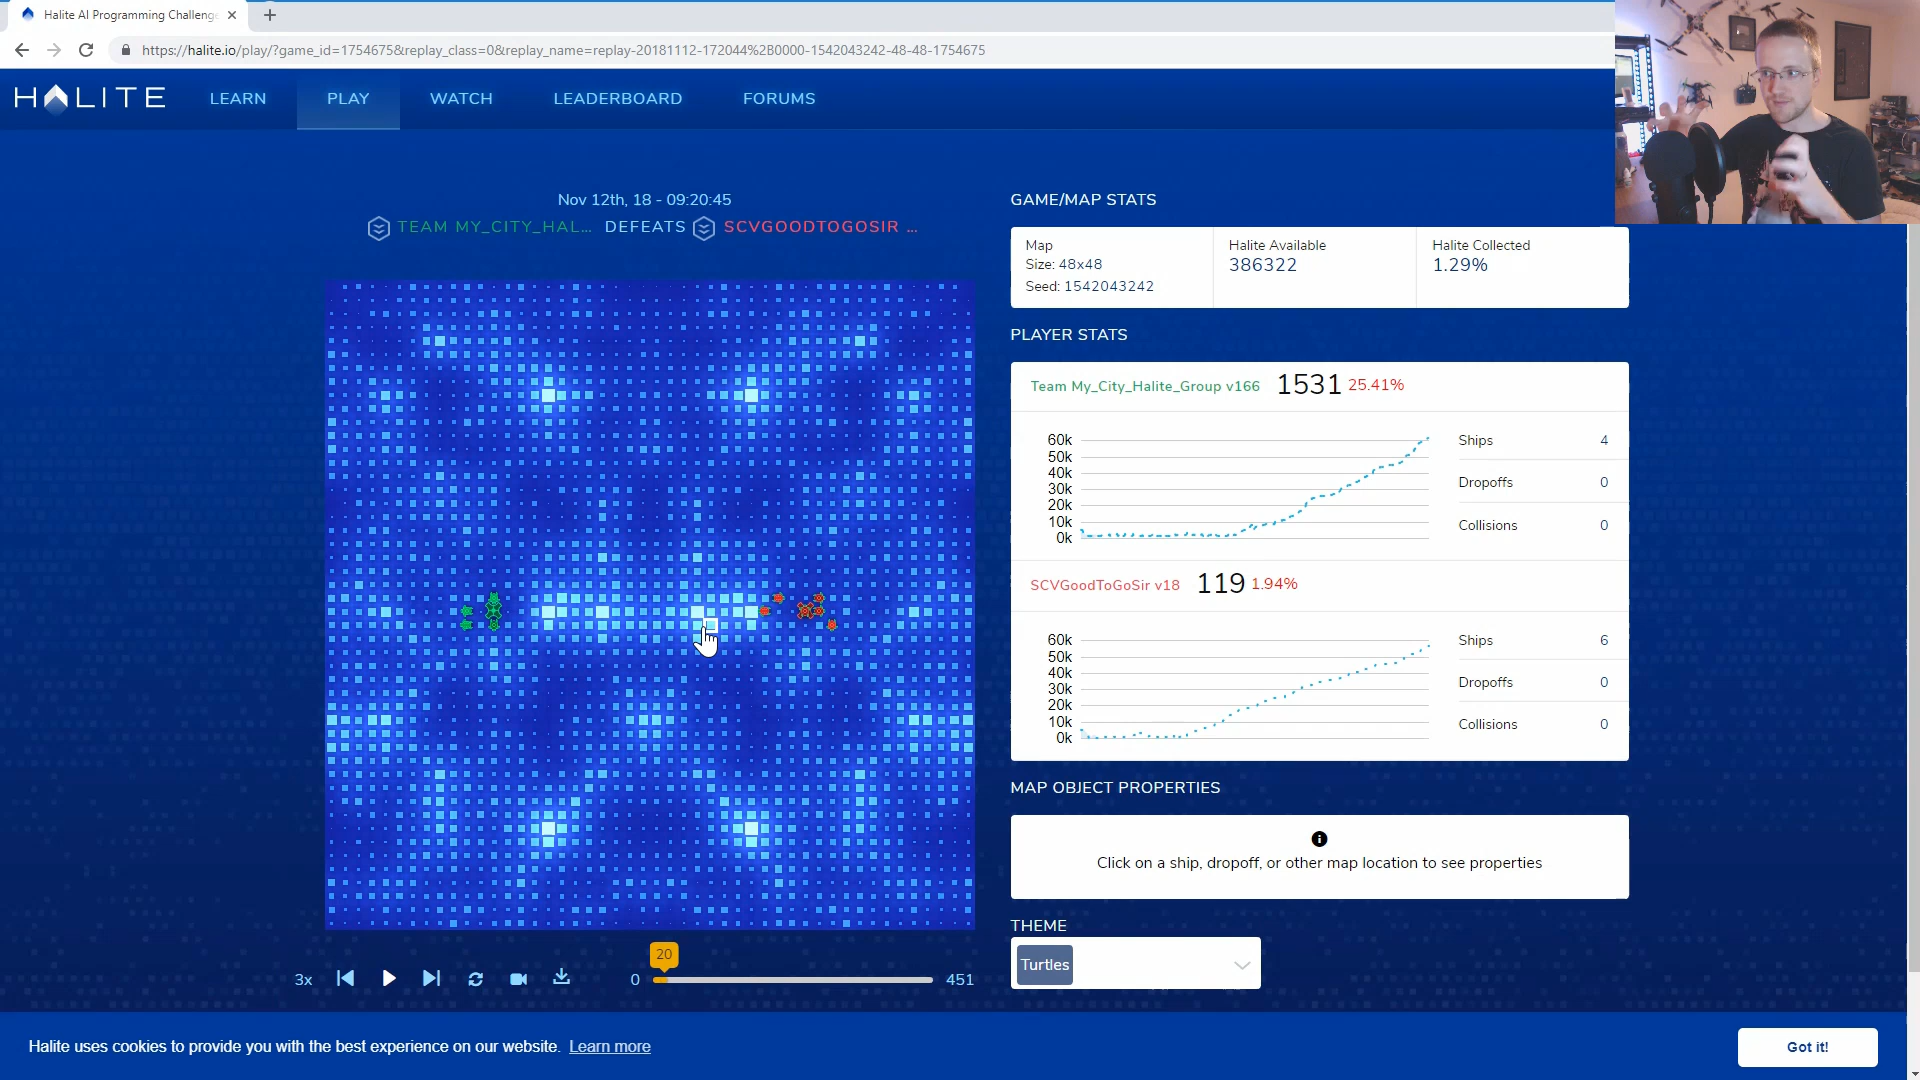 Halite AI Programming Challenge
https://halite.io/play/?game_id=1754675&replay_class=0&replay_name=replay-20181112-172044%2B0000-1542043242-48-48-1754675
HALITE LEARN PLAY WATCH LEADERBOARD FORUMS
Nov 12th, 18 - 09:20:45
TEAM MY_CITY_HAL... DEFEATS SCVGOODTOGOSIR ...
GAME/MAP STATS
Map
Size: 48x48
Seed: 1542043242
Halite Available
386322
Halite Collected
1.29%
PLAYER STATS
Team My_City_Halite_Group v166 1531 25.41%
60k
50k
40k
30k
20k
10k
0k
Ships 4
Dropoffs 0
Collisions 0
SCVGoodToGoSir v18 119 1.94%
60k
50k
40k
30k
20k
10k
0k
Ships 6
Dropoffs 0
Collisions 0
MAP OBJECT PROPERTIES
Click on a ship, dropoff, or other map location to see properties
THEME
Turtles
20
3x 0 451
Halite uses cookies to provide you with the best experience on our website. Learn more
Got it!